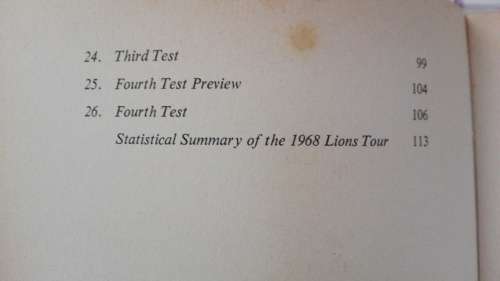 24. Third Test 99
25. Fourth Test Preview 104
26. Fourth Test 106
Statistical Summary of the 1968 Lions Tour 113